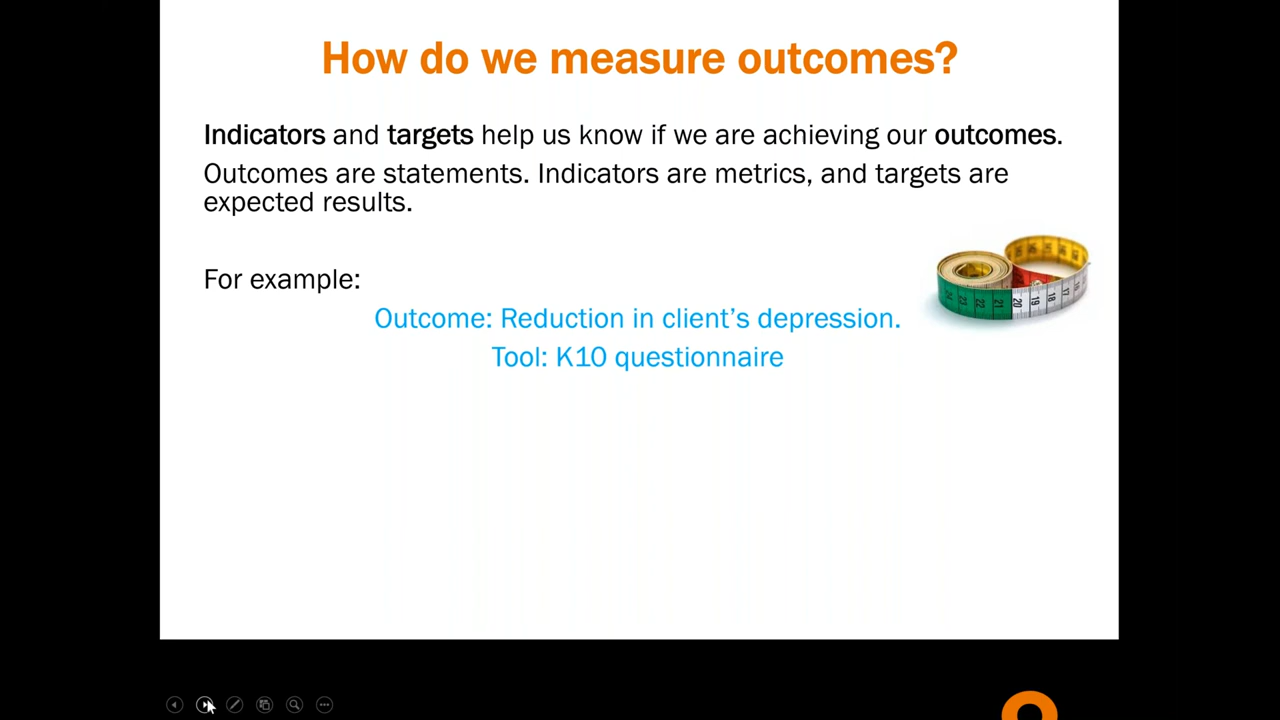 How do we measure outcomes?
Indicators and targets help us know if we are achieving our outcomes.
Outcomes are statements. Indicators are metrics, and targets are
expected results.
For example:
Outcome: Reduction in client's depression.
Tool: K10 questionnaire